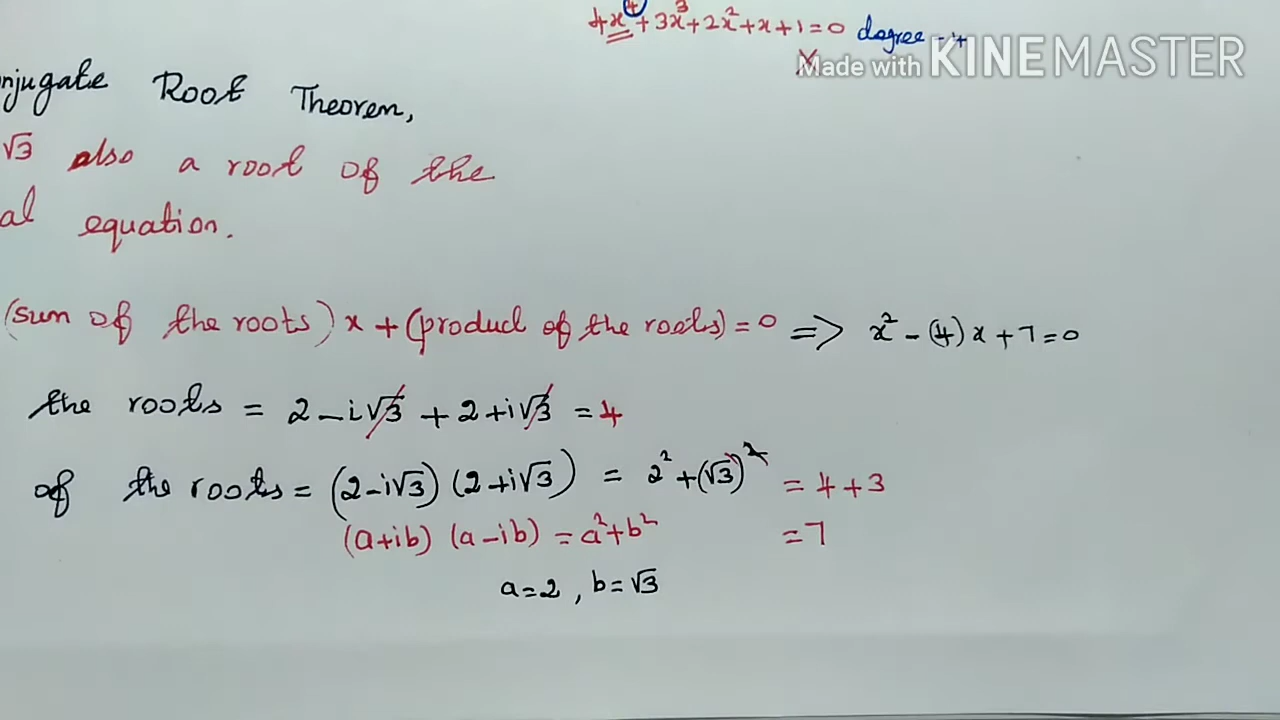 4x⁴ + 3x³ + 2x² + x + 1 = 0 degree - 4
x
Made with KINEMASTER
njugate Root Theorem,
√3 also a root of the
al equation.
(sum of the roots) x + (product of the roots) = 0 => x² - (4) x + 7 = 0
the roots = 2 - i√3 + 2 + i√3 = 4
of the roots = (2 - i√3) (2 + i√3) = 2² + (√3)² = 4 + 3
(a + ib) (a - ib) = a² + b² = 7
a = 2, b = √3